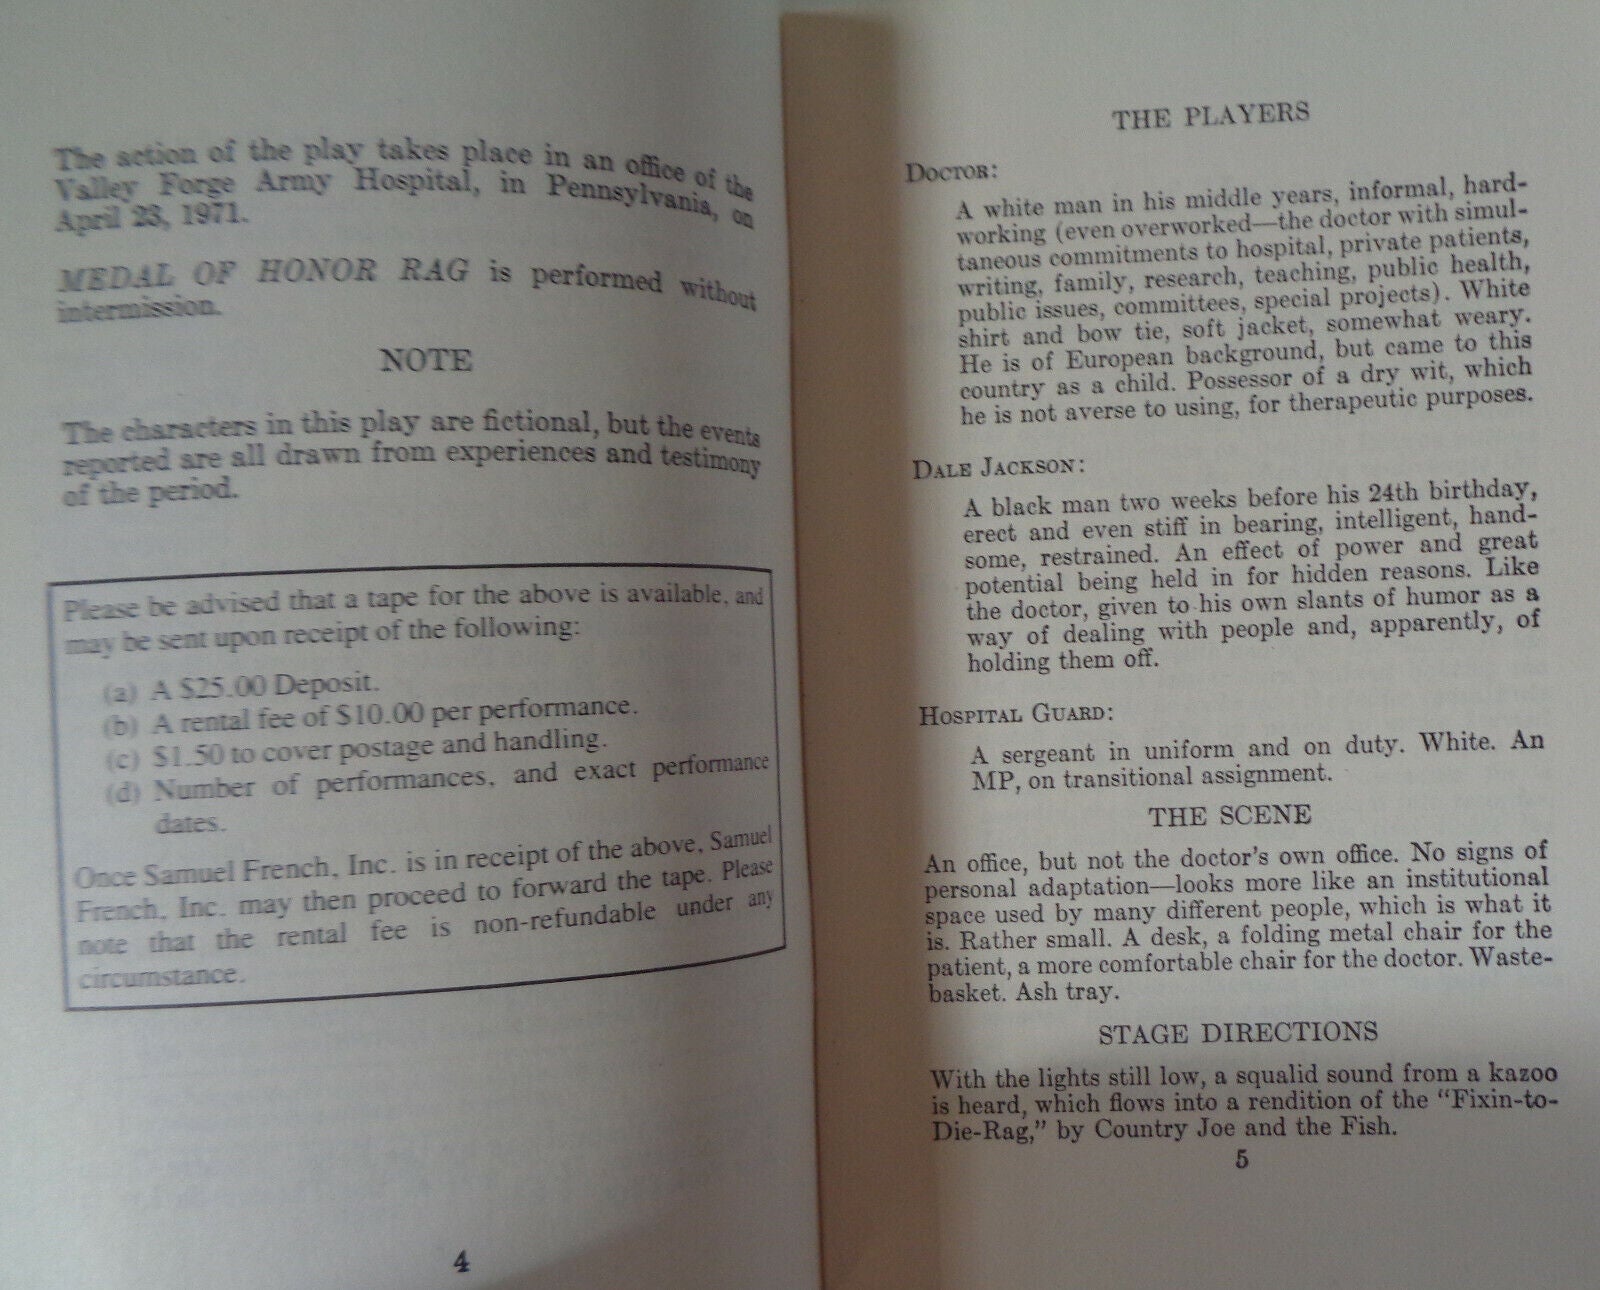 The action of the play takes place in an office of the
Valley Forge Army Hospital, in Pennsylvania, on
April 23, 1971.
MEDAL OF HONOR RAG is performed without
intermission.
NOTE
The characters in this play are fictional, but the events
reported are all drawn from experiences and testimony
of the period.
Please be advised that a tape for the above is available, and
may be sent upon receipt of the following:
(a) A $25.00 Deposit.
(b) A rental fee of $10.00 per performance.
(c) $1.50 to cover postage and handling.
(d) Number of performances, and exact performance
dates.
Once Samuel French, Inc. is in receipt of the above, Samuel
French, Inc. may then proceed to forward the tape. Please
note that the rental fee is non-refundable under any
circumstance.
4
THE PLAYERS
DOCTOR:
A white man in his middle years, informal, hard-
working (even overworked—the doctor with simul-
taneous commitments to hospital, private patients,
writing, family, research, teaching, public health,
public issues, committees, special projects). White
shirt and bow tie, soft jacket, somewhat weary.
He is of European background, but came to this
country as a child. Possessor of a dry wit, which
he is not averse to using, for therapeutic purposes.
DALE JACKSON:
A black man two weeks before his 24th birthday,
erect and even stiff in bearing, intelligent, hand-
some, restrained. An effect of power and great
potential being held in for hidden reasons. Like
the doctor, given to his own slants of humor as a
way of dealing with people and, apparently, of
holding them off.
HOSPITAL GUARD:
A sergeant in uniform and on duty. White. An
MP, on transitional assignment.
THE SCENE
An office, but not the doctor's own office. No signs of
personal adaptation—looks more like an institutional
space used by many different people, which is what it
is. Rather small. A desk, a folding metal chair for the
patient, a more comfortable chair for the doctor. Waste-
basket. Ash tray.
STAGE DIRECTIONS
With the lights still low, a squalid sound from a kazoo
is heard, which flows into a rendition of the "Fixin-to-
Die-Rag," by Country Joe and the Fish.
5